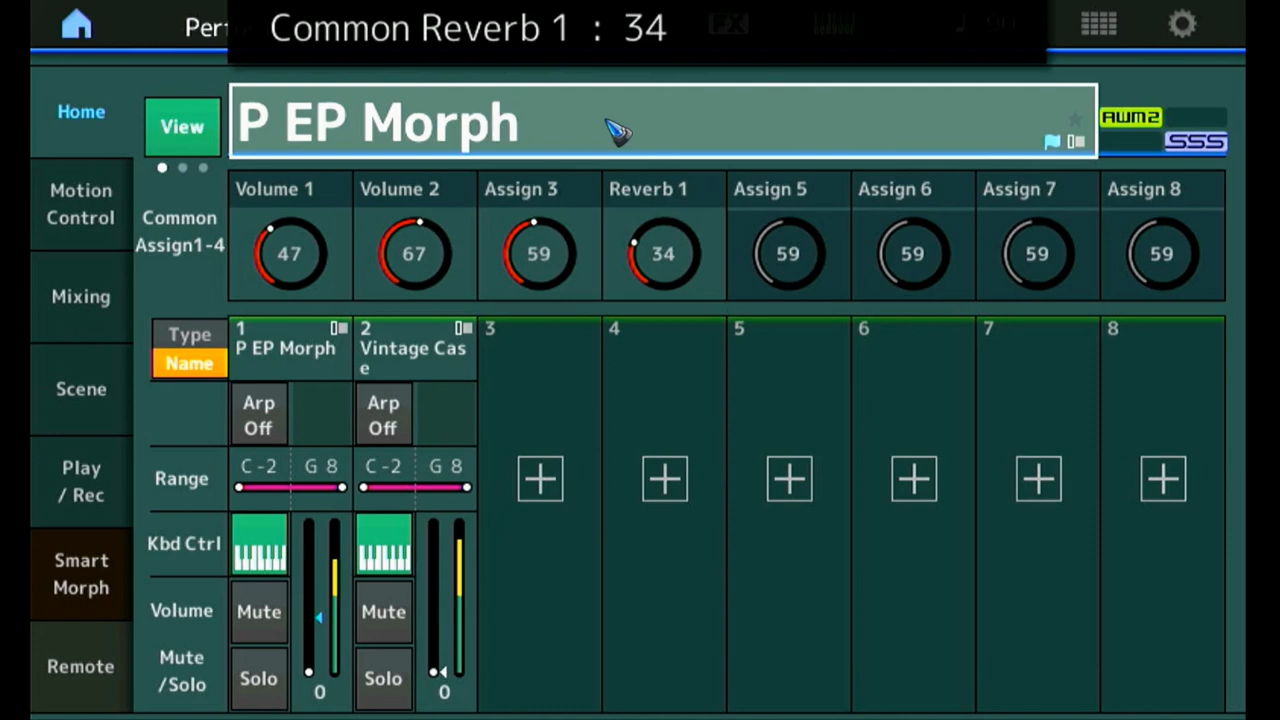 Perf
Common Reverb 1 : 34
FX
Home
View
P EP Morph
AWM2
SSS
Motion
Control
Common
Assign1-4
Volume 1
Volume 2
Assign 3
Reverb 1
Assign 5
Assign 6
Assign 7
Assign 8
47
67
59
34
59
59
59
59
Mixing
Scene
Play
/ Rec
Smart
Morph
Remote
Type
Name
1
P EP Morph
2
Vintage Cas
e
3
4
5
6
7
8
Arp
Off
Arp
Off
Range
C -2
G 8
C -2
G 8
Kbd Ctrl
Volume
Mute
Mute
Mute
/Solo
Solo
0
Solo
0